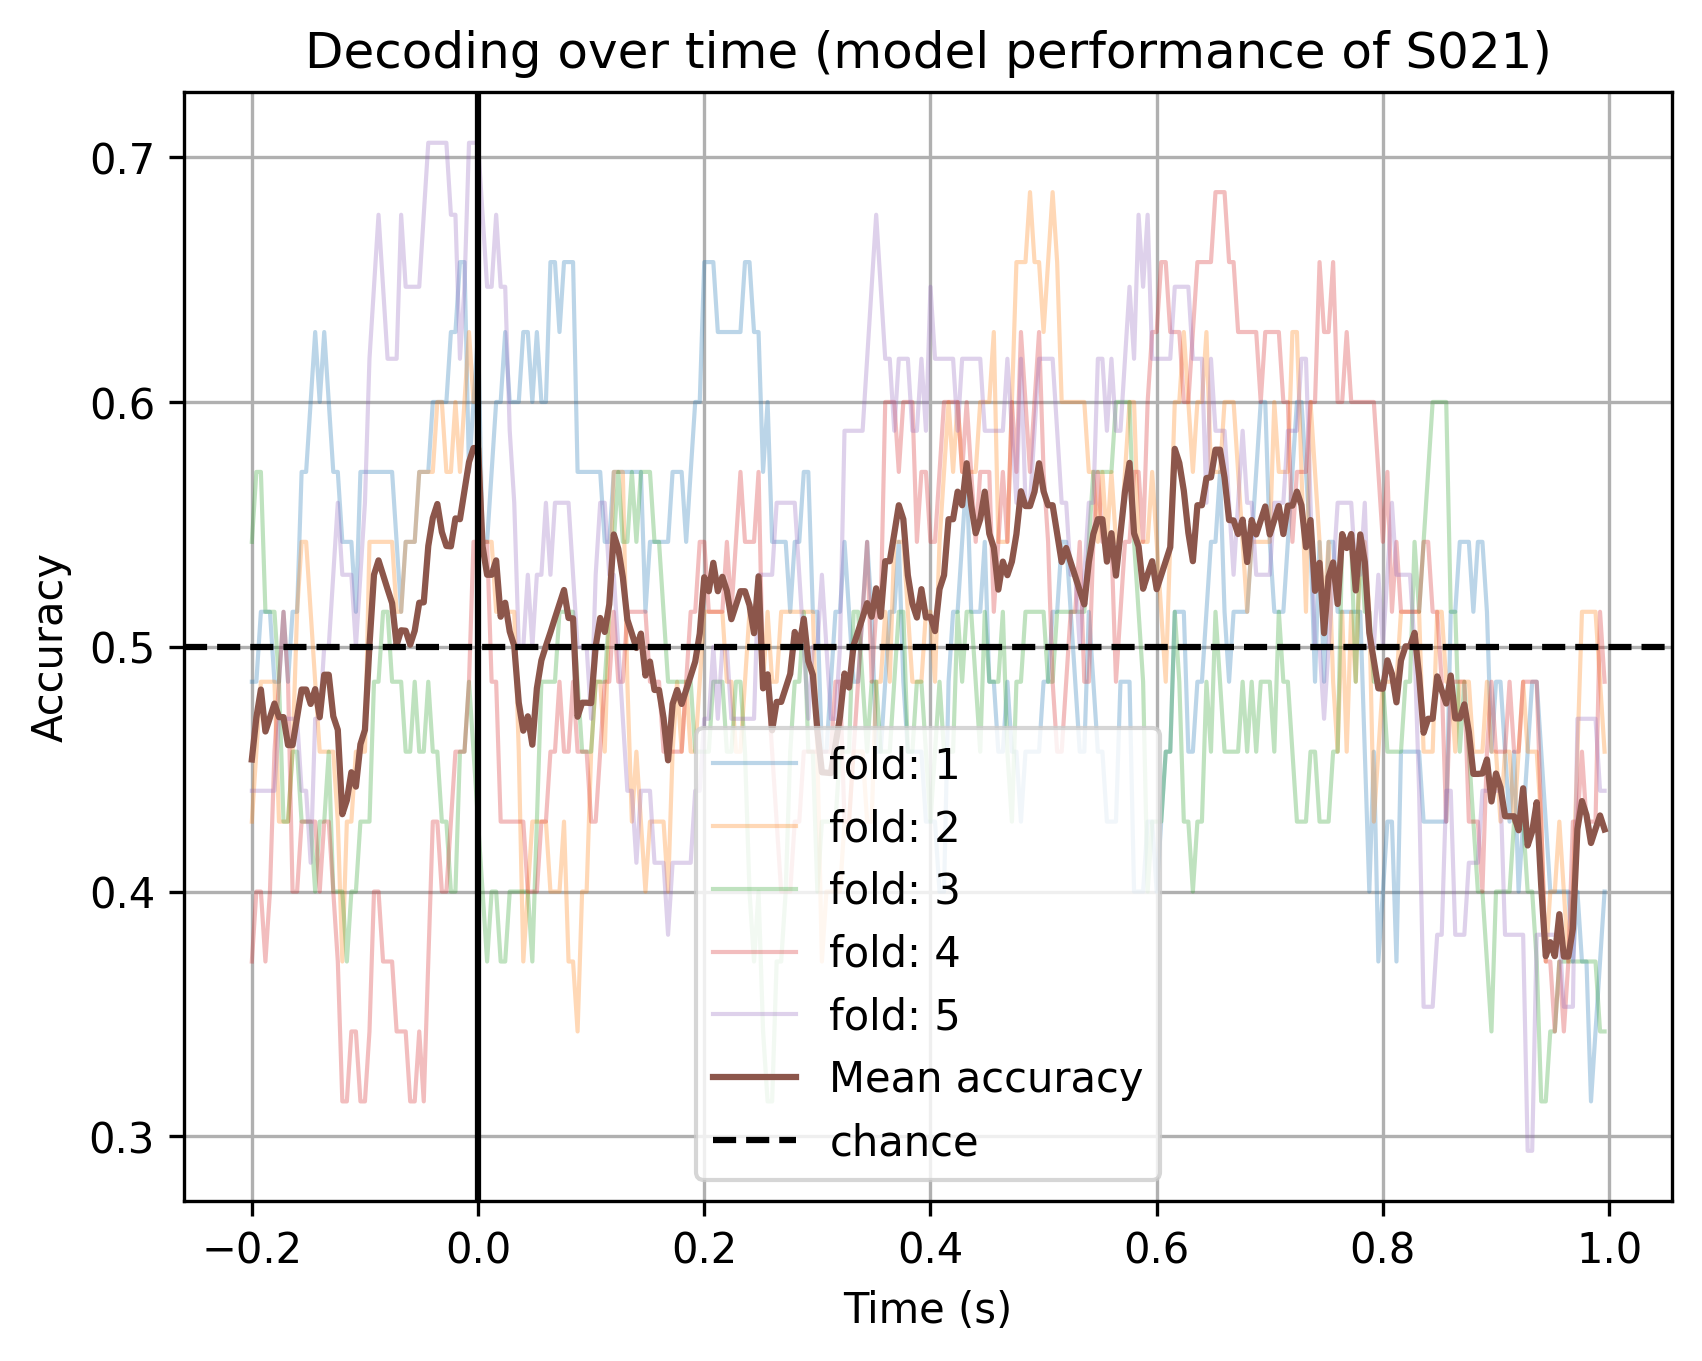 Decoding over time (model performance of S021)
Accuracy
0.7
0.6
0.5
0.4
0.3
fold: 1
fold: 2
fold: 3
fold: 4
fold: 5
Mean accuracy
chance
−0.2 0.0 0.2 0.4 0.6 0.8 1.0
Time (s)